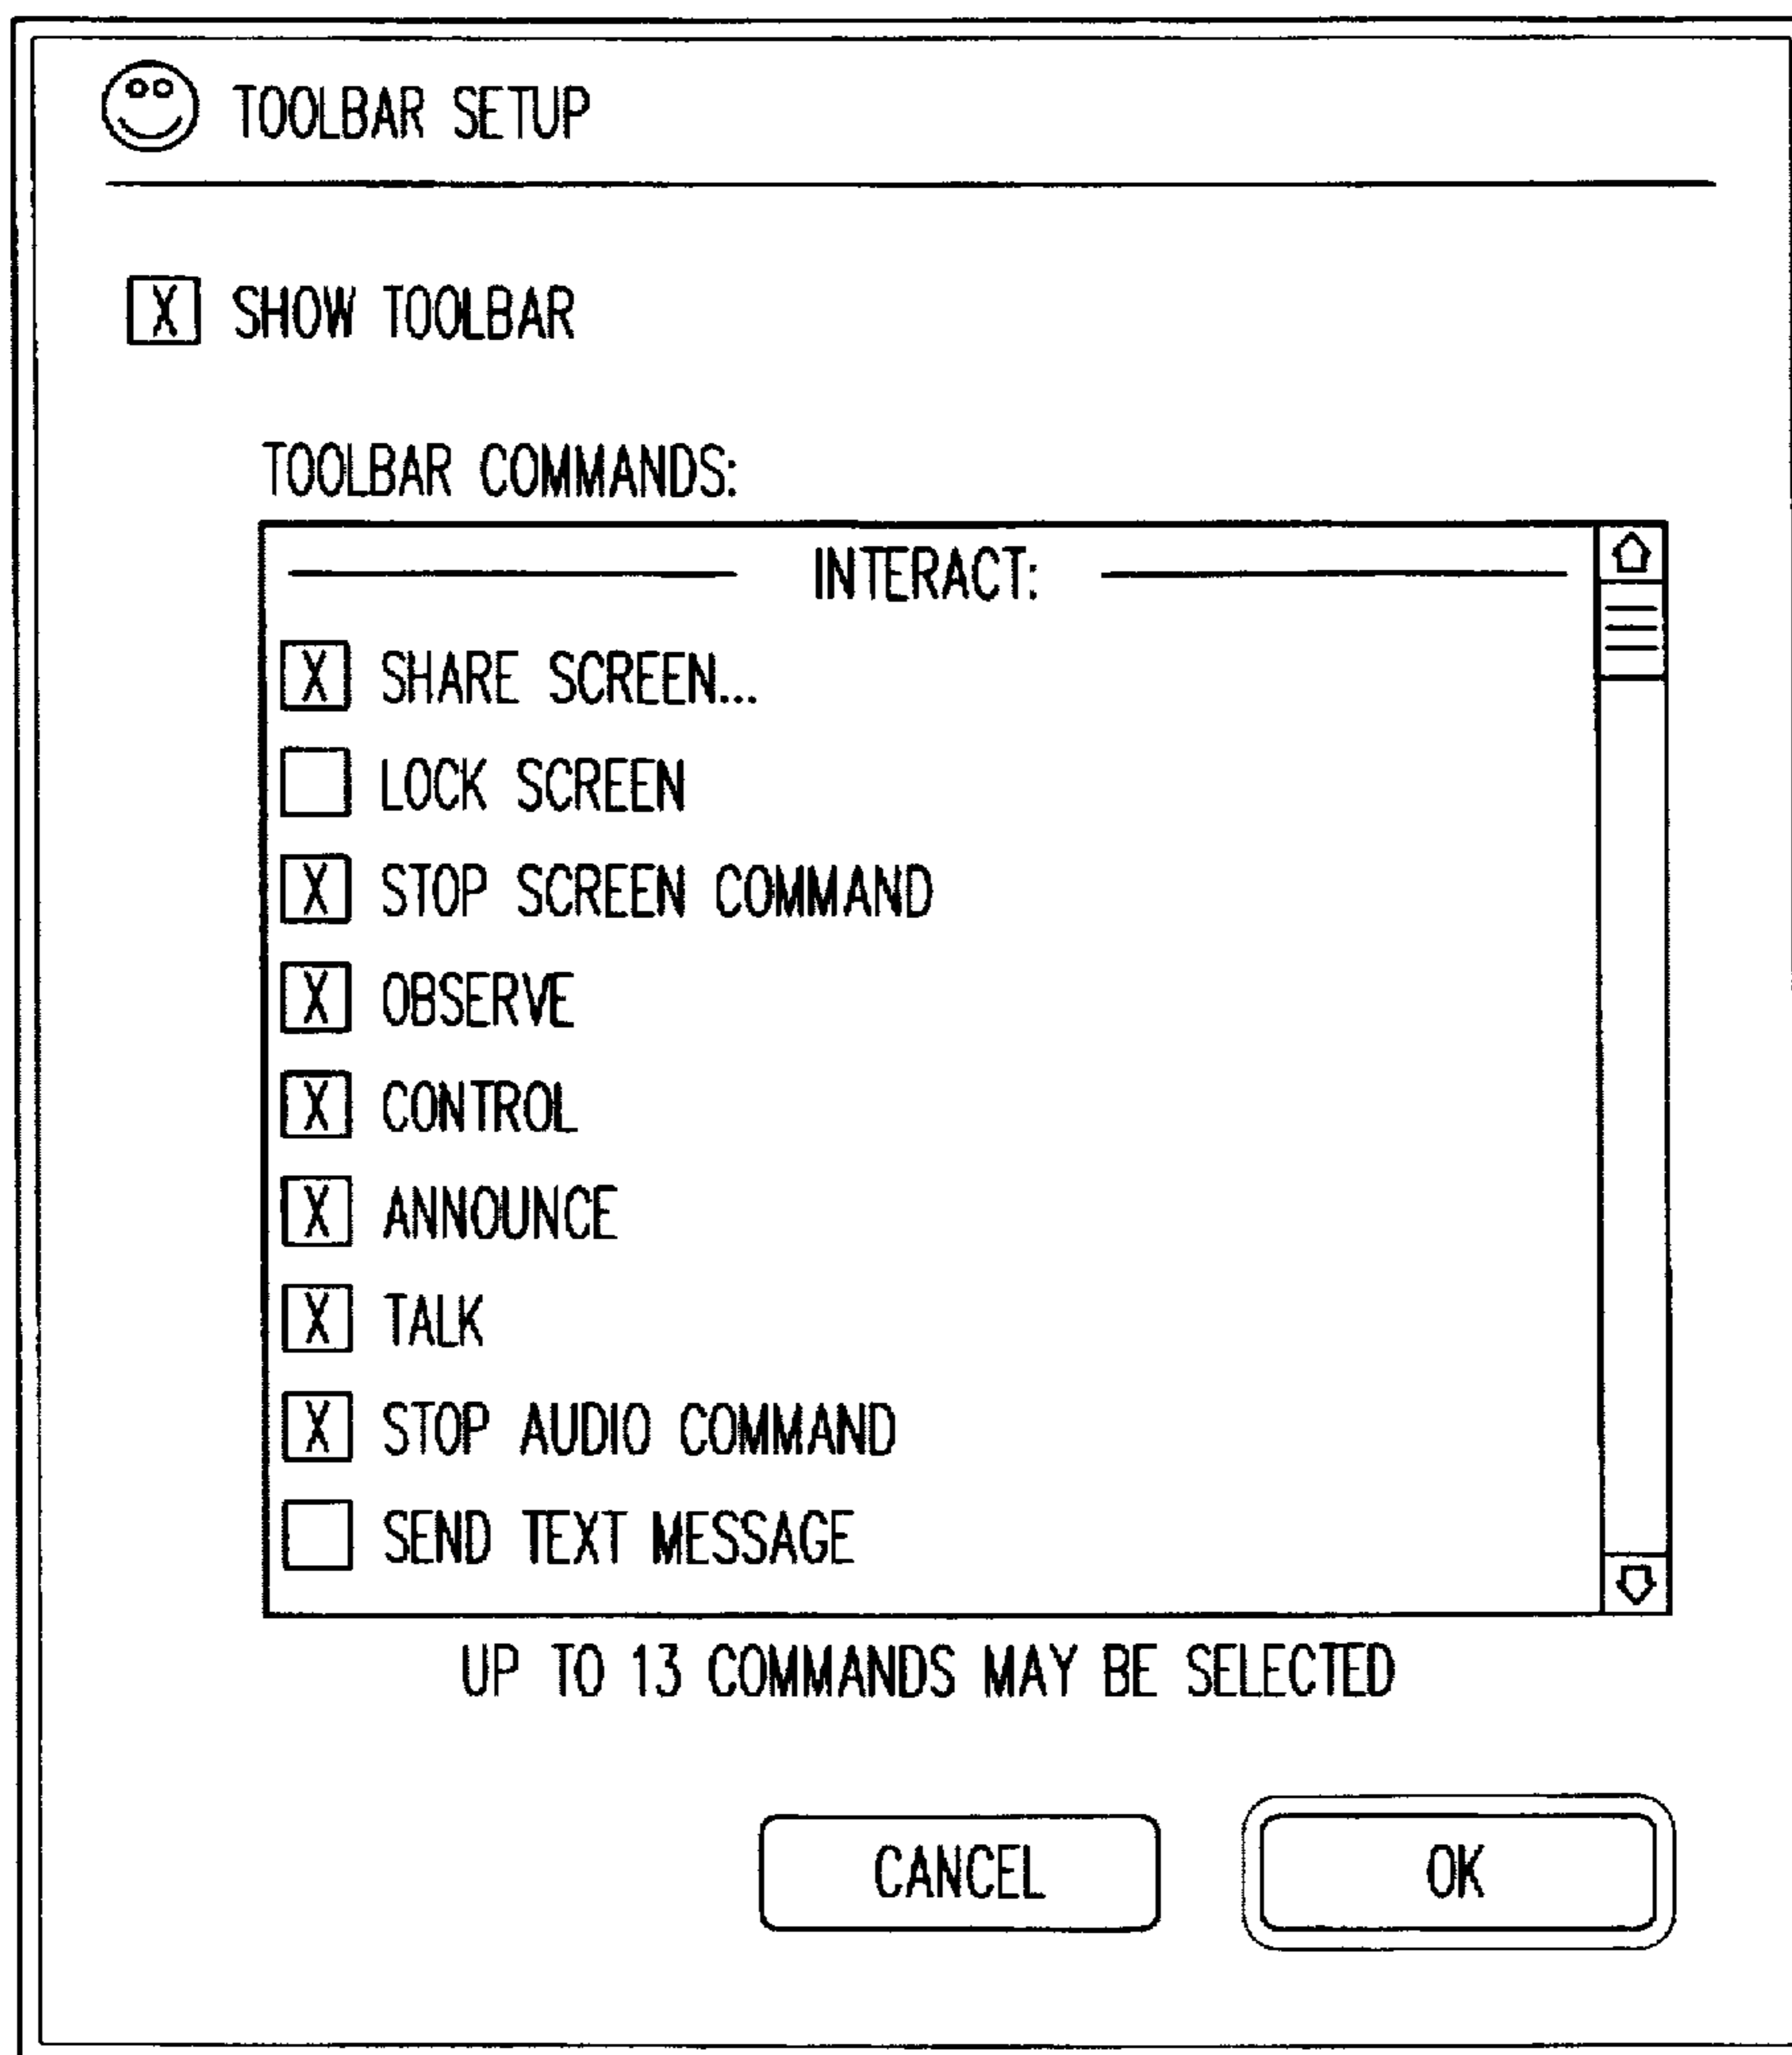 TOOLBAR SETUP
X SHOW TOOLBAR
TOOLBAR COMMANDS:
INTERACT:
X SHARE SCREEN...
LOCK SCREEN
X STOP SCREEN COMMAND
X OBSERVE
X CONTROL
X ANNOUNCE
X TALK
X STOP AUDIO COMMAND
SEND TEXT MESSAGE
UP TO 13 COMMANDS MAY BE SELECTED
CANCEL OK